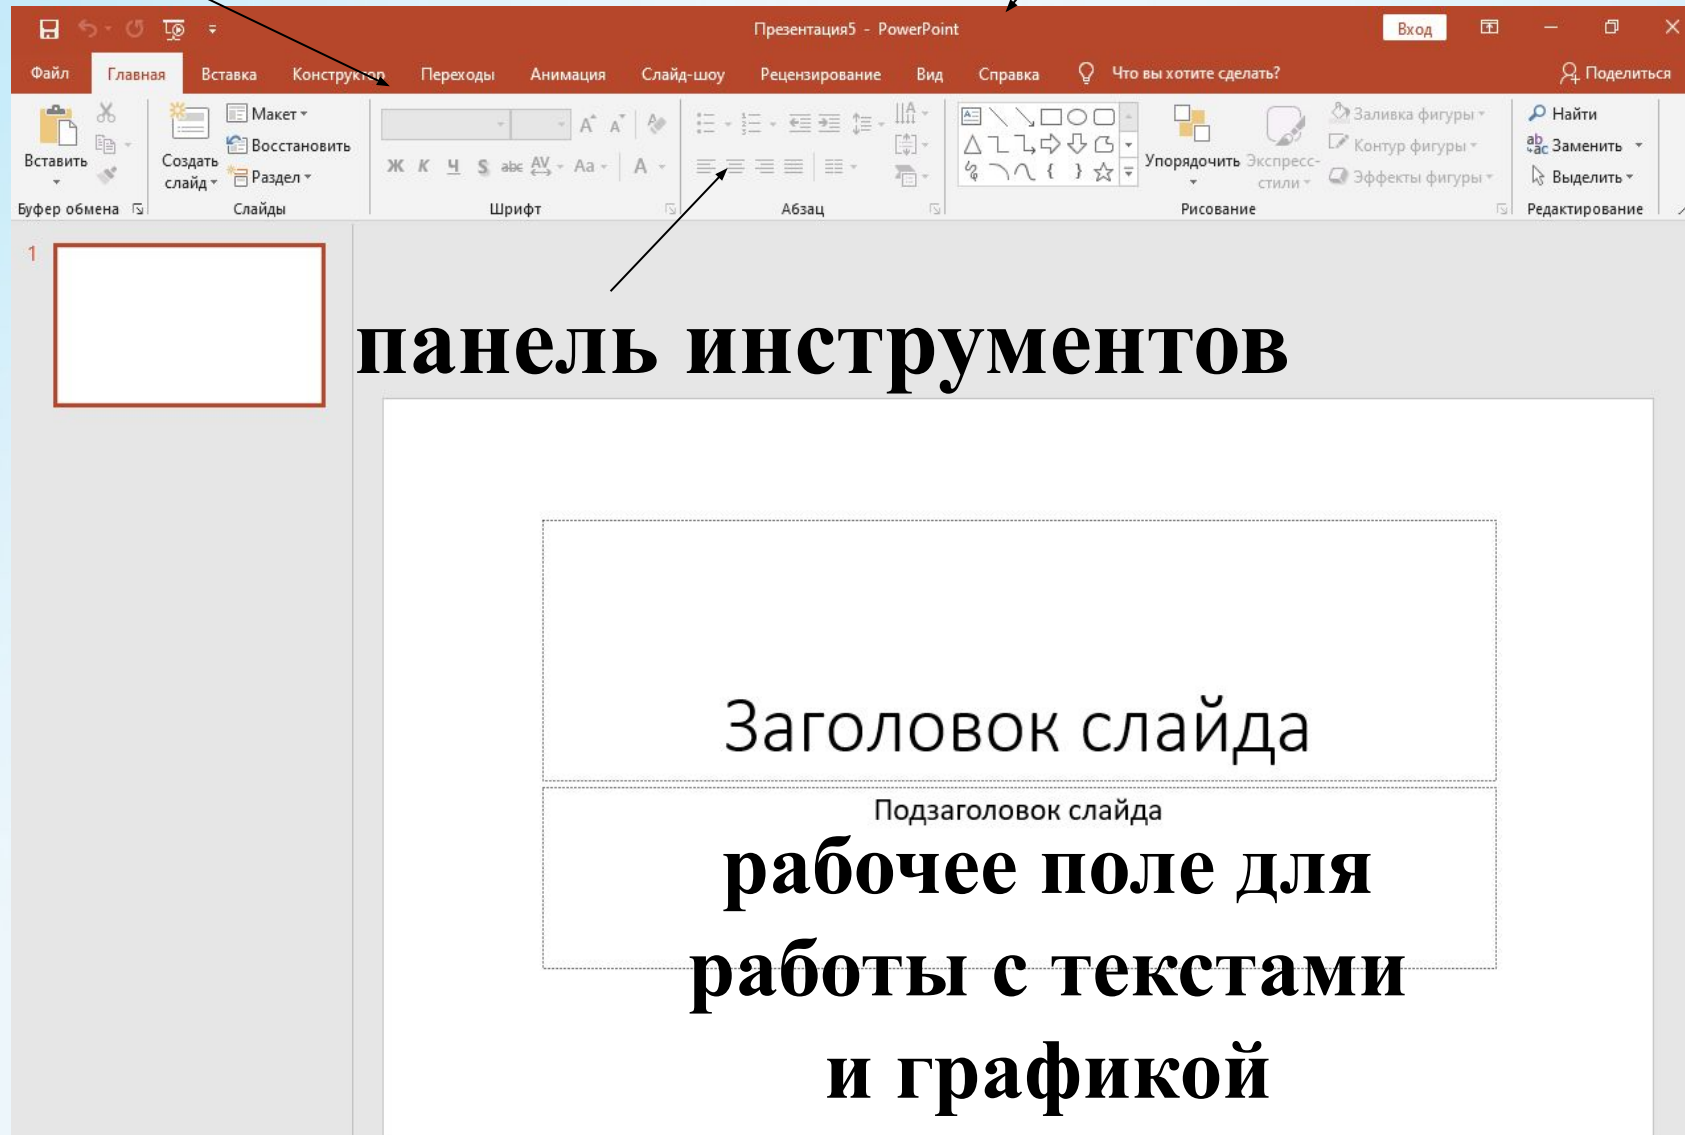 Презентация5 - PowerPoint
Вход
Файл Главная Вставка Конструктор Переходы Анимация Слайд-шоу Рецензирование Вид Справка Что вы хотите сделать? Поделиться
Вставить
Создать слайд
Макет
Восстановить
Раздел
Ж К Ч S abc AV Aa А
A A
Упорядочить
Экспресс-
стили
Заливка фигуры
Контур фигуры
Эффекты фигуры
Найти
ab ac Заменить
Выделить
Буфер обмена Слайды Шрифт Абзац Рисование Редактирование
1
панель инструментов
Заголовок слайда
Подзаголовок слайда
рабочее поле для
работы с текстами
и графикой